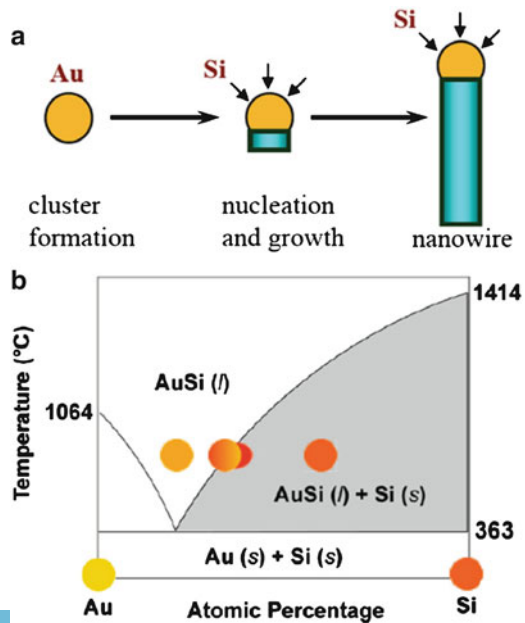 a
Au
Si
Si
cluster
formation
nucleation
and growth
nanowire
b
Temperature (°C)
1414
1064
363
AuSi (l)
AuSi (l) + Si (s)
Au (s) + Si (s)
Au
Atomic Percentage
Si